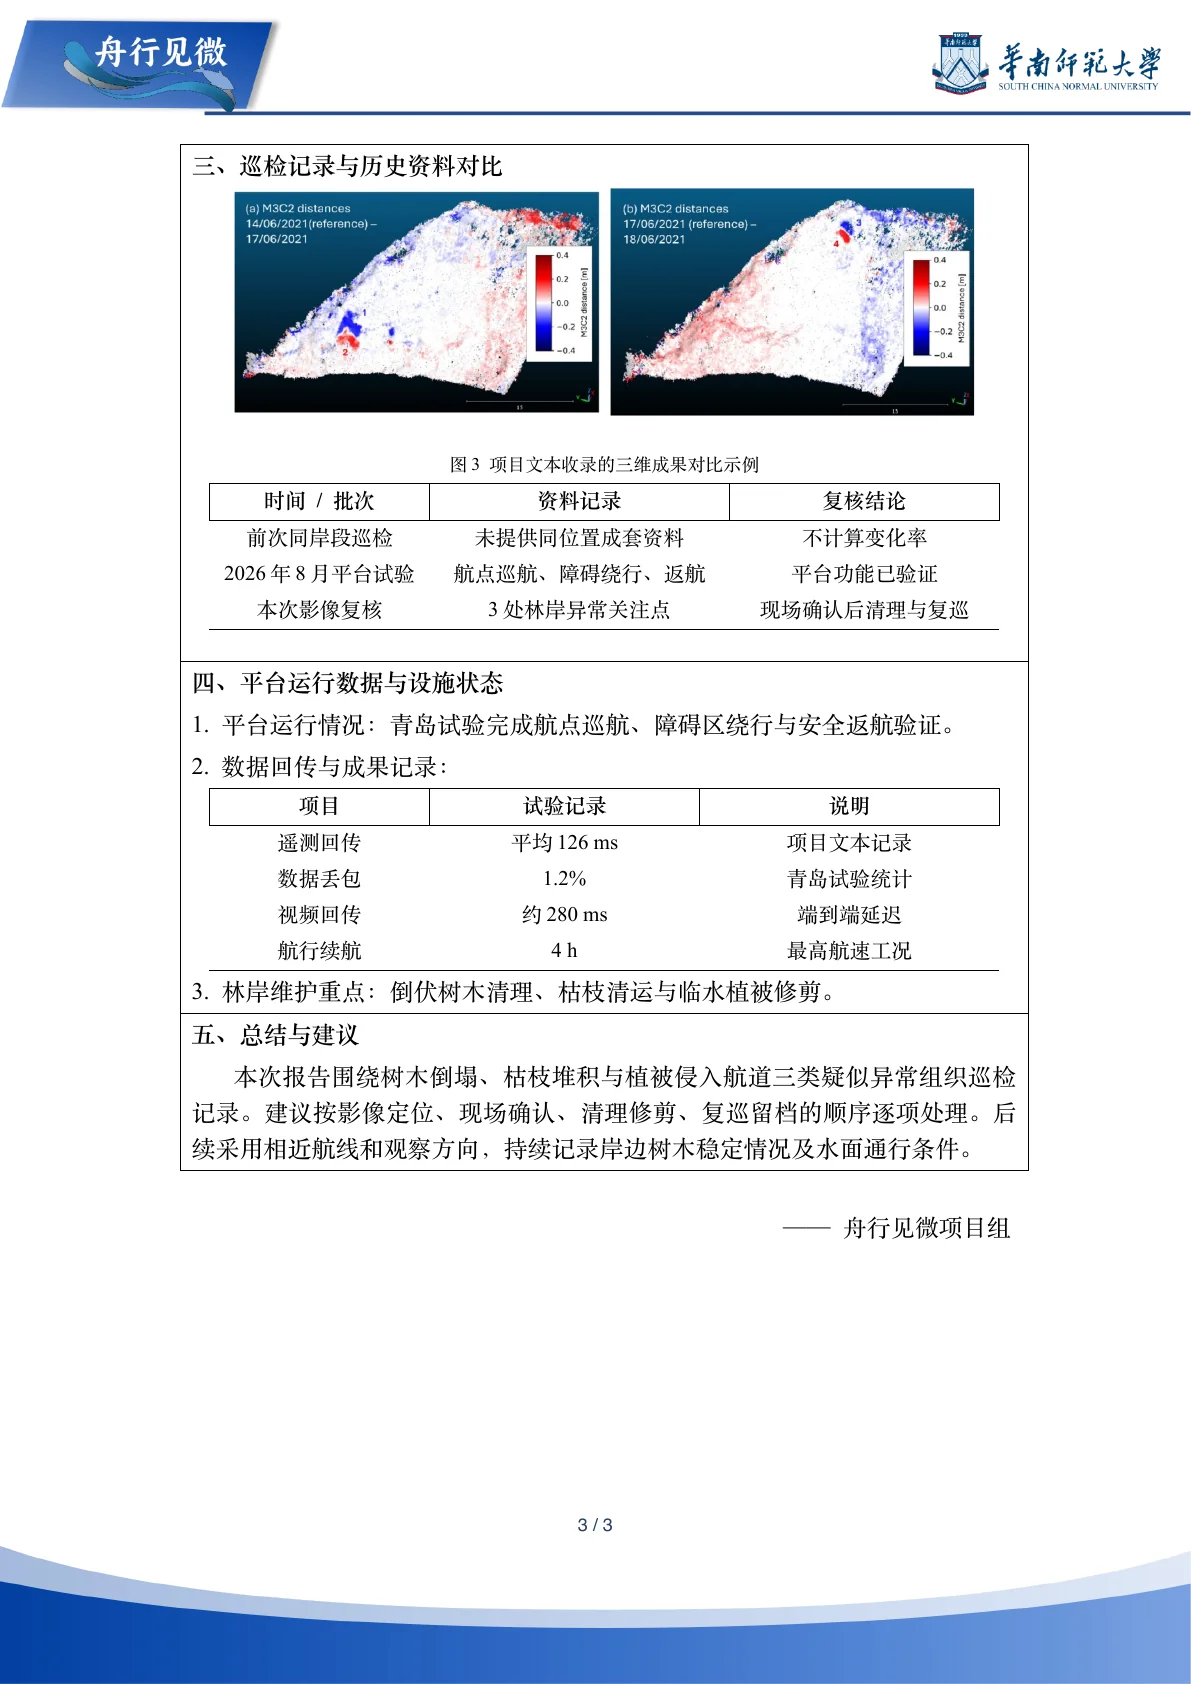 舟行见微
1933
华南师范大学
SOUTH CHINA NORMAL UNIVERSITY
三、巡检记录与历史资料对比
(a) M3C2 distances
14/06/2021(reference) –
17/06/2021
1
2
0.4
0.2
0.0
−0.2
−0.4
M3C2 distance [m]
15
(b) M3C2 distances
17/06/2021 (reference) –
18/06/2021
3
4
0.4
0.2
0.0
−0.2
−0.4
M3C2 distance [m]
15
图 3 项目文本收录的三维成果对比示例
时间 / 批次 资料记录 复核结论
前次同岸段巡检 未提供同位置成套资料 不计算变化率
2026 年 8 月平台试验 航点巡航、障碍绕行、返航 平台功能已验证
本次影像复核 3 处林岸异常关注点 现场确认后清理与复巡
四、平台运行数据与设施状态
1. 平台运行情况：青岛试验完成航点巡航、障碍区绕行与安全返航验证。
2. 数据回传与成果记录：
项目 试验记录 说明
遥测回传 平均 126 ms 项目文本记录
数据丢包 1.2% 青岛试验统计
视频回传 约 280 ms 端到端延迟
航行续航 4 h 最高航速工况
3. 林岸维护重点：倒伏树木清理、枯枝清运与临水植被修剪。
五、总结与建议
本次报告围绕树木倒塌、枯枝堆积与植被侵入航道三类疑似异常组织巡检
记录。建议按影像定位、现场确认、清理修剪、复巡留档的顺序逐项处理。后
续采用相近航线和观察方向，持续记录岸边树木稳定情况及水面通行条件。
—— 舟行见微项目组
3 / 3